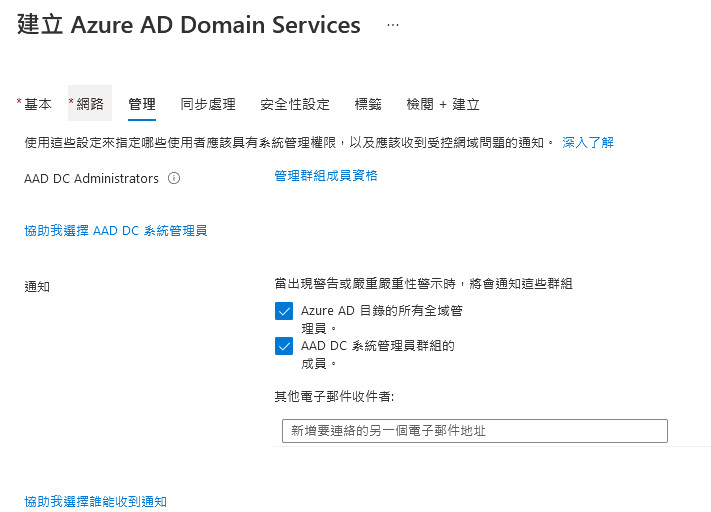 建立 Azure AD Domain Services ...
*基本 *網路 管理 同步處理 安全性設定 標籤 檢閱 + 建立
使用這些設定來指定哪些使用者應該具有系統管理權限，以及應該收到受控網域問題的通知。 深入了解
AAD DC Administrators 管理群組成員資格
協助我選擇 AAD DC 系統管理員
通知 當出現警告或嚴重嚴重性警示時，將會通知這些群組
Azure AD 目錄的所有全域管
理員。
AAD DC 系統管理員群組的
成員。
其他電子郵件收件者:
新增要連絡的另一個電子郵件地址
協助我選擇誰能收到通知